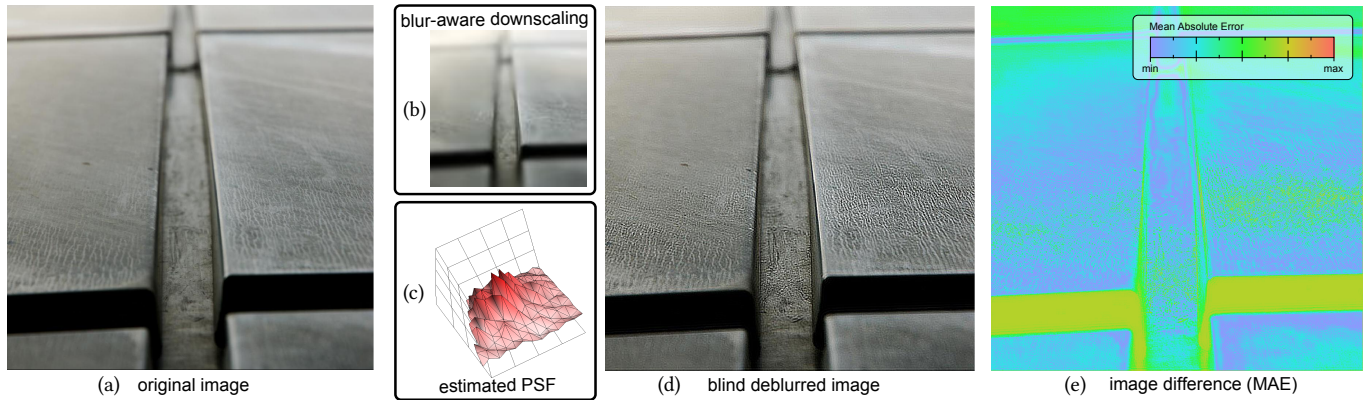 blur-aware downscaling
(b)
(c)
estimated PSF
Mean Absolute Error
min max
(a) original image
(d) blind deblurred image
(e) image difference (MAE)